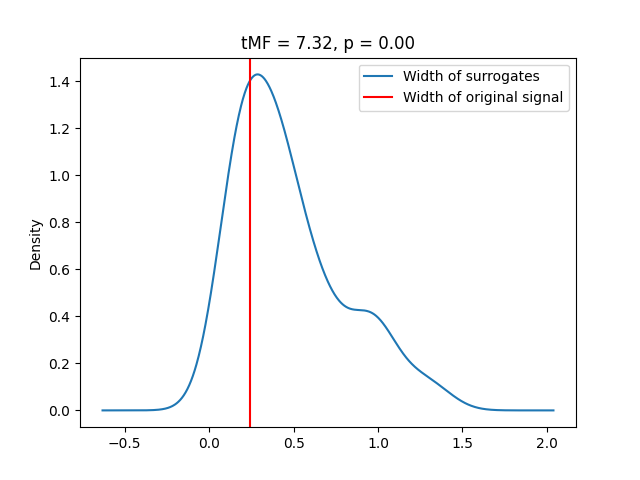 tMF = 7.32, p = 0.00
Width of surrogates
Width of original signal
Density
1.4
1.2
1.0
0.8
0.6
0.4
0.2
0.0
−0.5 0.0 0.5 1.0 1.5 2.0